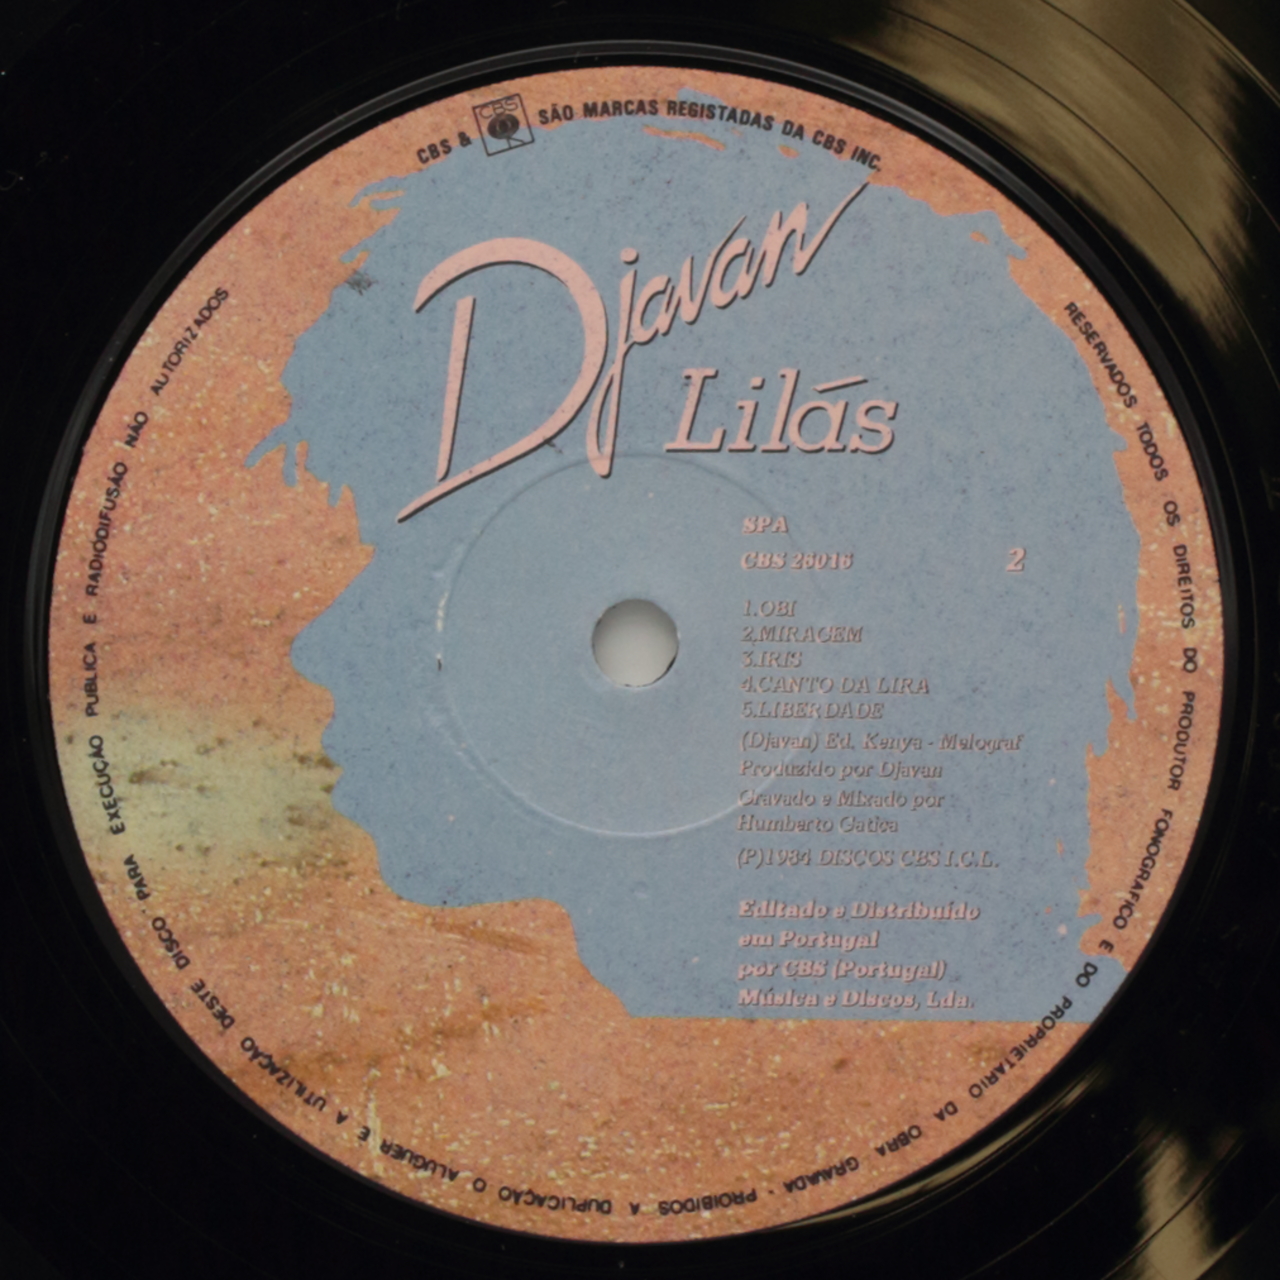 CBS & CBS SÃO MARCAS REGISTADAS DA CBS INC.
RESERVADOS TODOS OS DIREITOS DO PRODUTOR FONOGRAFICO E DO PROPRIETARIO DA OBRA GRAVADA · PROIBIDOS A DUPLICAÇÃO O ALUGUER E A UTILIZAÇÃO DESTE DISCO PARA EXECUÇÃO PUBLICA E RADIODIFUSÃO NÃO AUTORIZADOS
Djavan
Lilás
SPA
CBS 26016 2
1.OBI
2.MIRAGEM
3.IRIS
4.CANTO DA LIRA
5.LIBERDADE
(Djavan) Ed. Kenya - Melograf
Produzido por Djavan
Gravado e Mixado por
Humberto Gatica
(P)1984 DISCOS CBS I.C.L.
Editado e Distribuído
em Portugal
por CBS (Portugal)
Música e Discos, Lda.